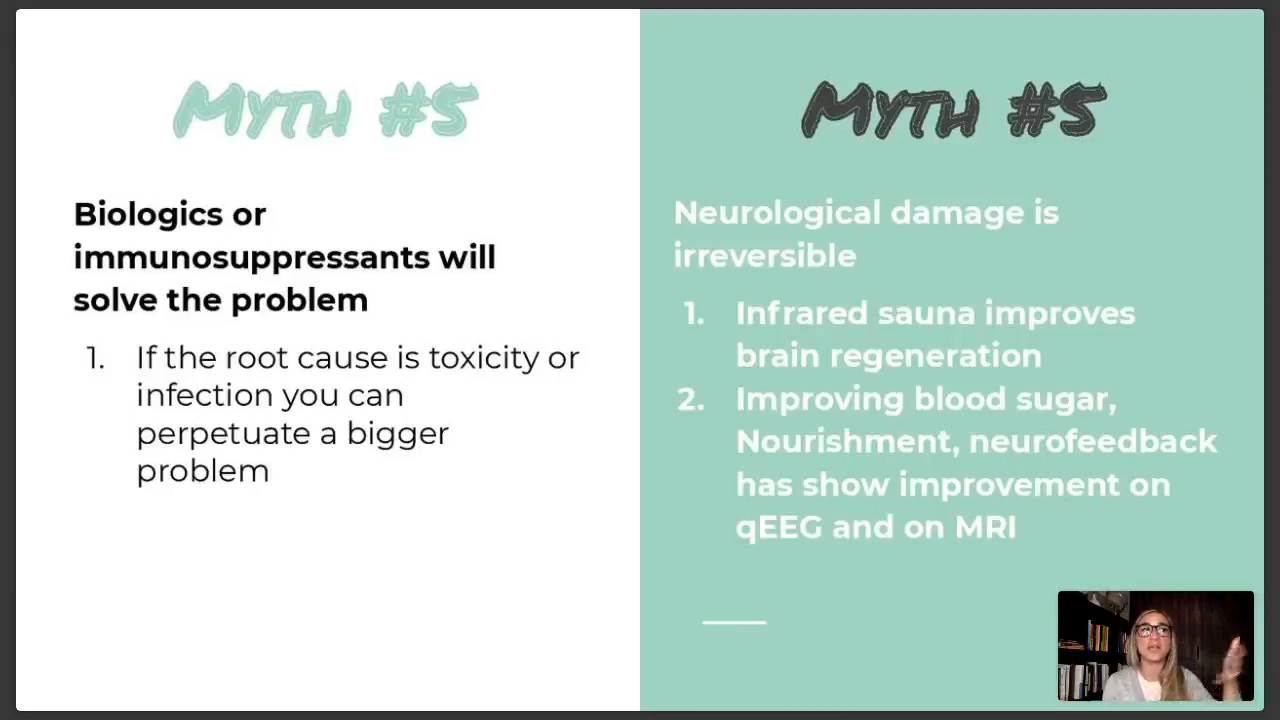 Myth #5
Biologics or
immunosuppressants will
solve the problem
1. If the root cause is toxicity or
infection you can
perpetuate a bigger
problem
Myth #5
Neurological damage is
irreversible
1. Infrared sauna improves
brain regeneration
2. Improving blood sugar,
Nourishment, neurofeedback
has show improvement on
qEEG and on MRI